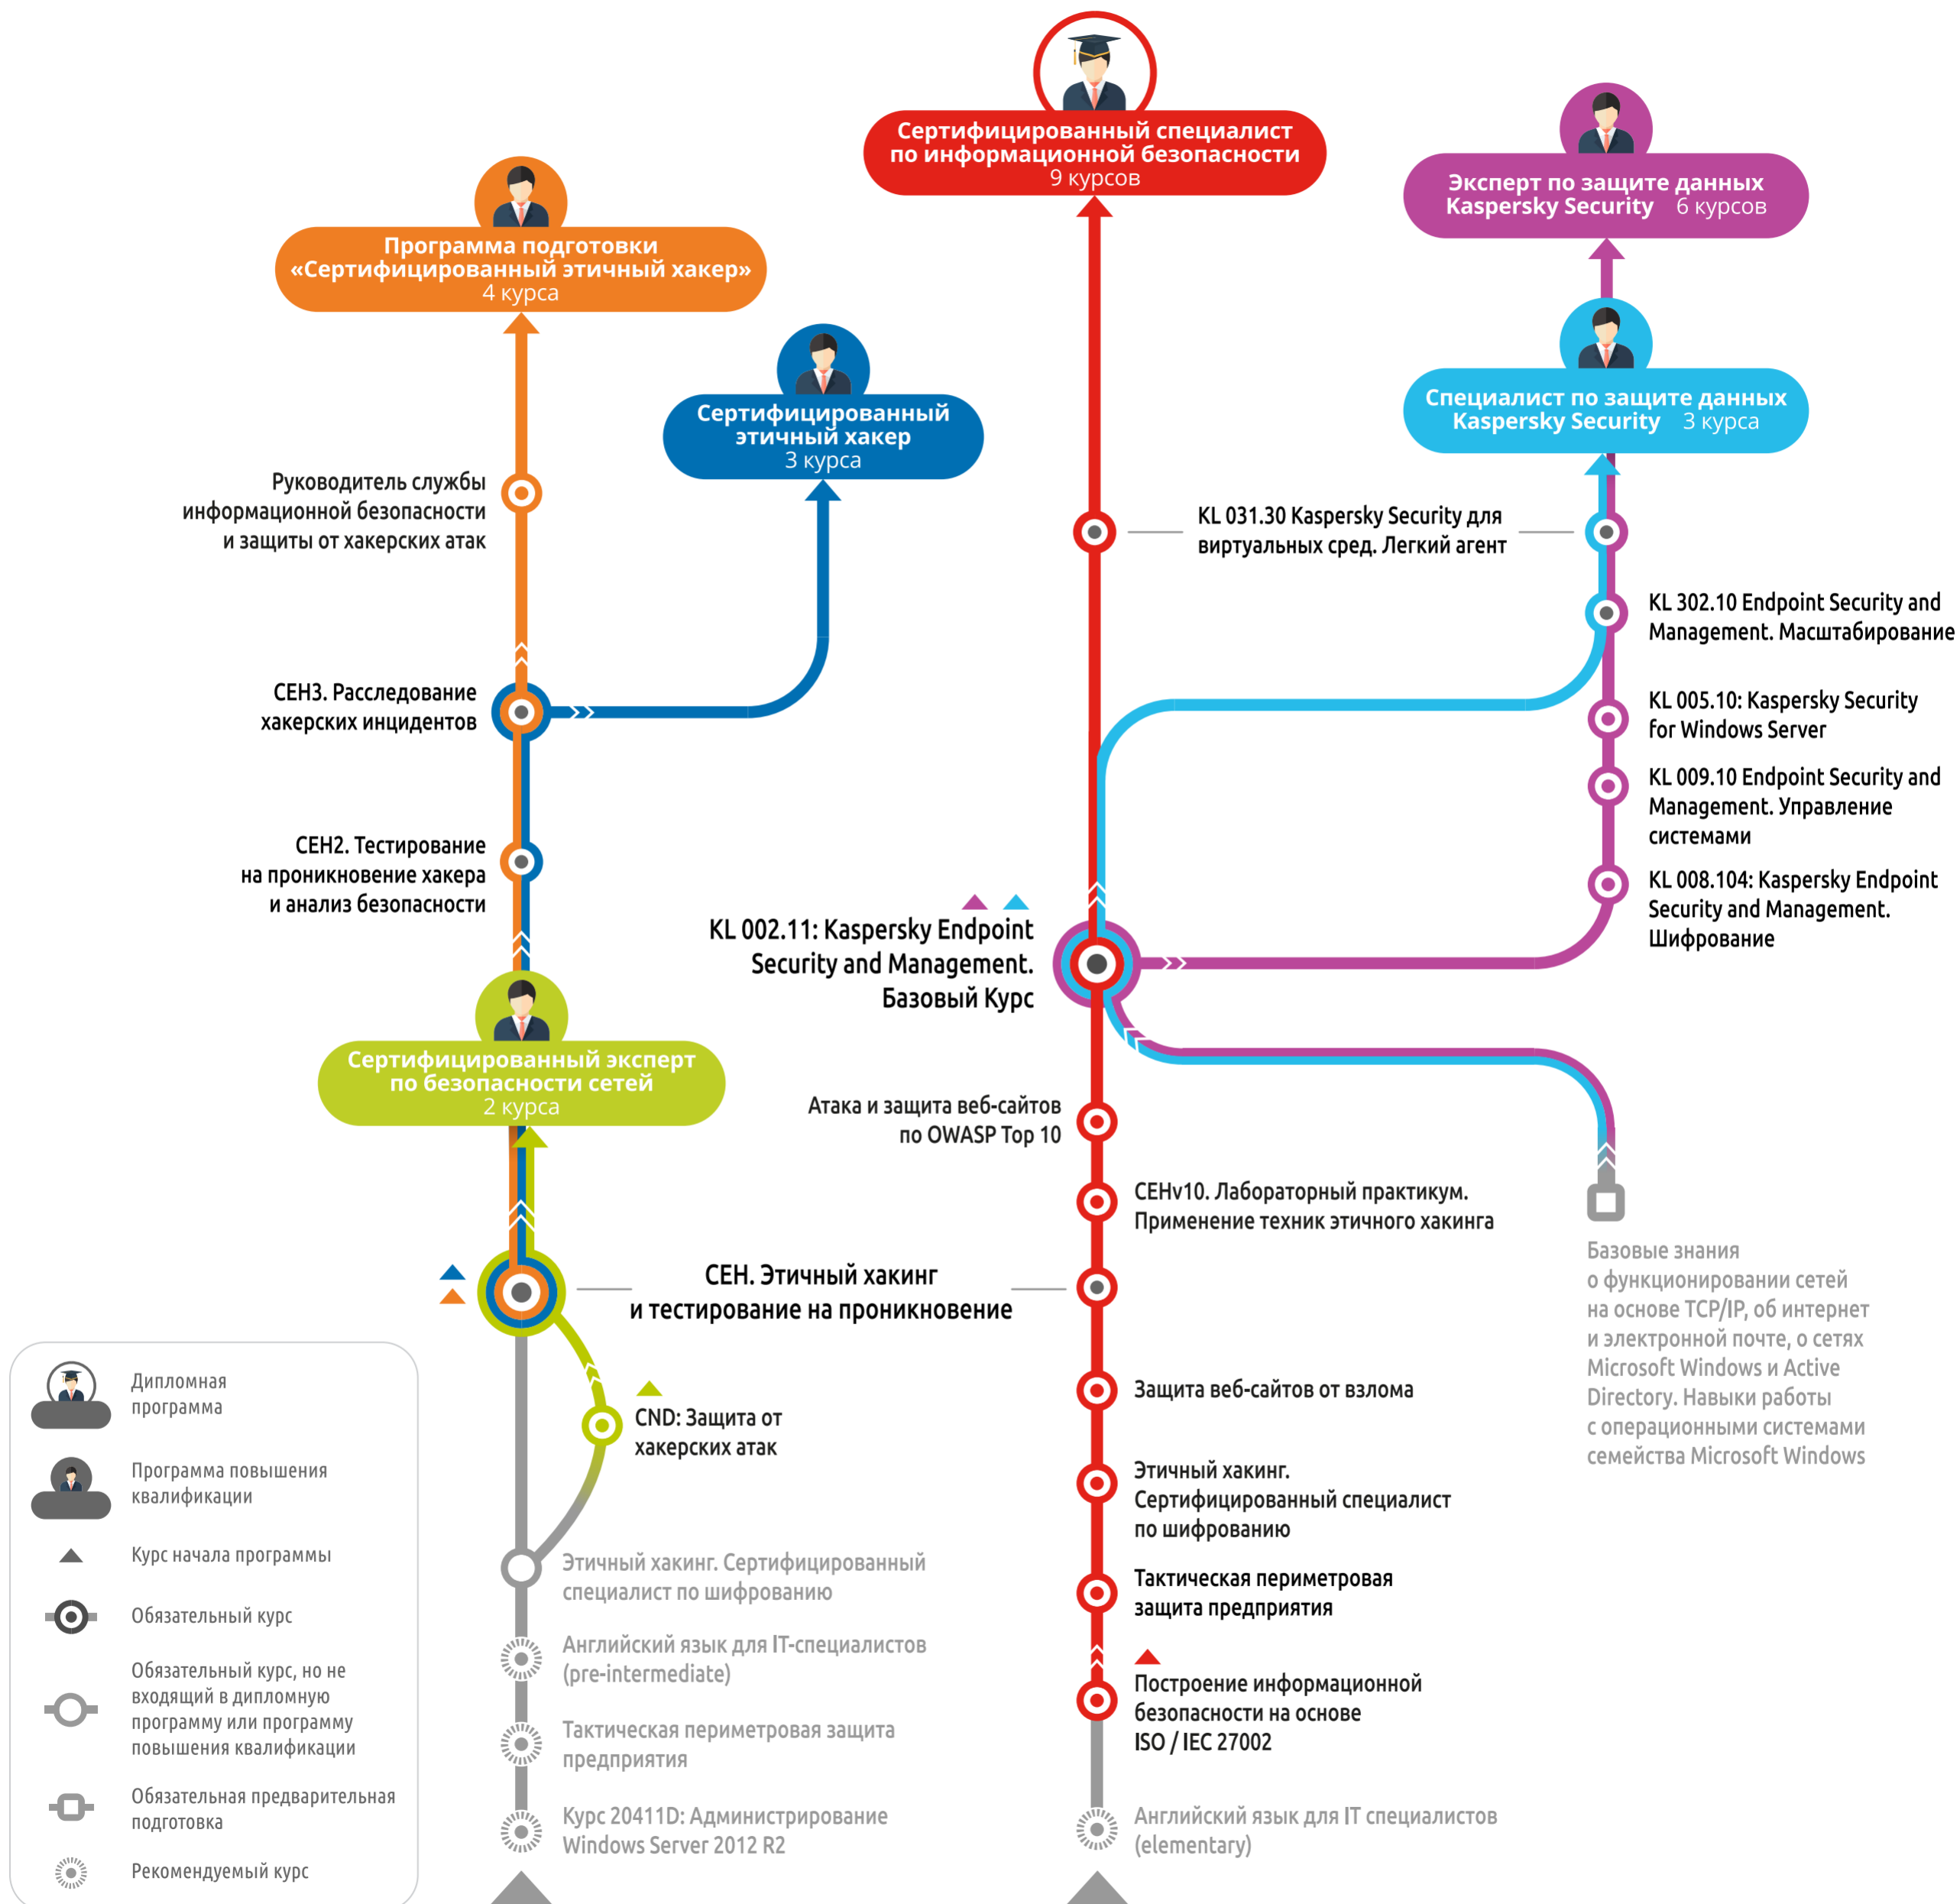 Сертифицированный специалист
по информационной безопасности
9 курсов
Эксперт по защите данных
Kaspersky Security 6 курсов
Программа подготовки
«Сертифицированный этичный хакер»
4 курса
Специалист по защите данных
Kaspersky Security 3 курса
Сертифицированный
этичный хакер
3 курса
Руководитель службы
информационной безопасности
и защиты от хакерских атак
KL 031.30 Kaspersky Security для
виртуальных сред. Легкий агент
KL 302.10 Endpoint Security and
Management. Масштабирование
CEH3. Расследование
хакерских инцидентов
KL 005.10: Kaspersky Security
for Windows Server
KL 009.10 Endpoint Security and
Management. Управление
системами
CEH2. Тестирование
на проникновение хакера
и анализ безопасности
KL 008.104: Kaspersky Endpoint
Security and Management.
Шифрование
KL 002.11: Kaspersky Endpoint
Security and Management.
Базовый Курс
Сертифицированный эксперт
по безопасности сетей
2 курса
Атака и защита веб-сайтов
по OWASP Top 10
CEHv10. Лабораторный практикум.
Применение техник этичного хакинга
Базовые знания
о функционировании сетей
на основе TCP/IP, об интернет
и электронной почте, о сетях
Microsoft Windows и Active
Directory. Навыки работы
с операционными системами
семейства Microsoft Windows
CEH. Этичный хакинг
и тестирование на проникновение
Защита веб-сайтов от взлома
CND: Защита от
хакерских атак
Этичный хакинг.
Сертифицированный специалист
по шифрованию
Этичный хакинг. Сертифицированный
специалист по шифрованию
Тактическая периметровая
защита предприятия
Английский язык для IT-специалистов
(pre-intermediate)
Построение информационной
безопасности на основе
ISO / IEC 27002
Тактическая периметровая защита
предприятия
Курс 20411D: Администрирование
Windows Server 2012 R2
Английский язык для IT специалистов
(elementary)
Дипломная
программа
Программа повышения
квалификации
Курс начала программы
Обязательный курс
Обязательный курс, но не
входящий в дипломную
программу или программу
повышения квалификации
Обязательная предварительная
подготовка
Рекомендуемый курс